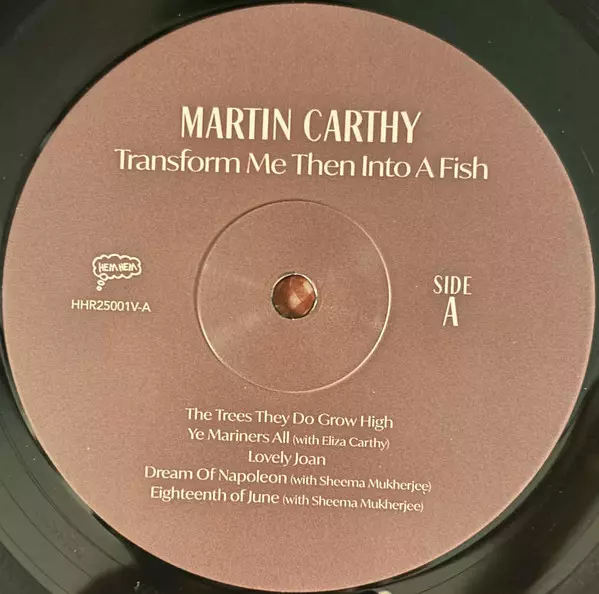 MARTIN CARTHY
Transform Me Then Into A Fish
HEM HEM
HHR25001V-A
SIDE
A
The Trees They Do Grow High
Ye Mariners All (with Eliza Carthy)
Lovely Joan
Dream Of Napoleon (with Sheema Mukherjee)
Eighteenth of June (with Sheema Mukherjee)